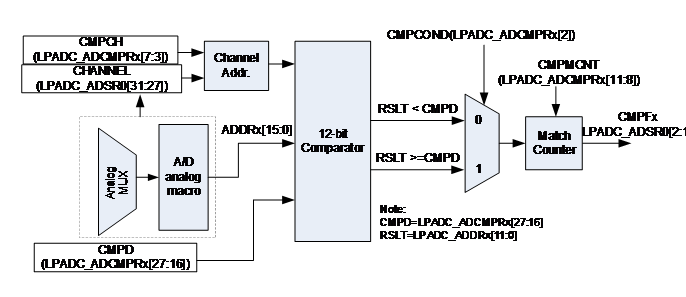 CMPCH
(LPADC_ADCMPRx[7:3])
CHANNEL
(LPADC_ADSR0[31:27])
Channel
Addr.
Analog
MUX
A/D
analog
macro
ADDRx[15:0]
CMPD
(LPADC_ADCMPRx[27:16])
12-bit
Comparator
CMPCOND(LPADC_ADCMPRx[2])
RSLT < CMPD
RSLT >=CMPD
0
1
CMPMCNT
(LPADC_ADCMPRx[11:8])
Match
Counter
CMPFx
LPADC_ADSR0[2:1
Note:
CMPD=LPADC_ADCMPRx[27:16]
RSLT=LPADC_ADDRx[11:0]